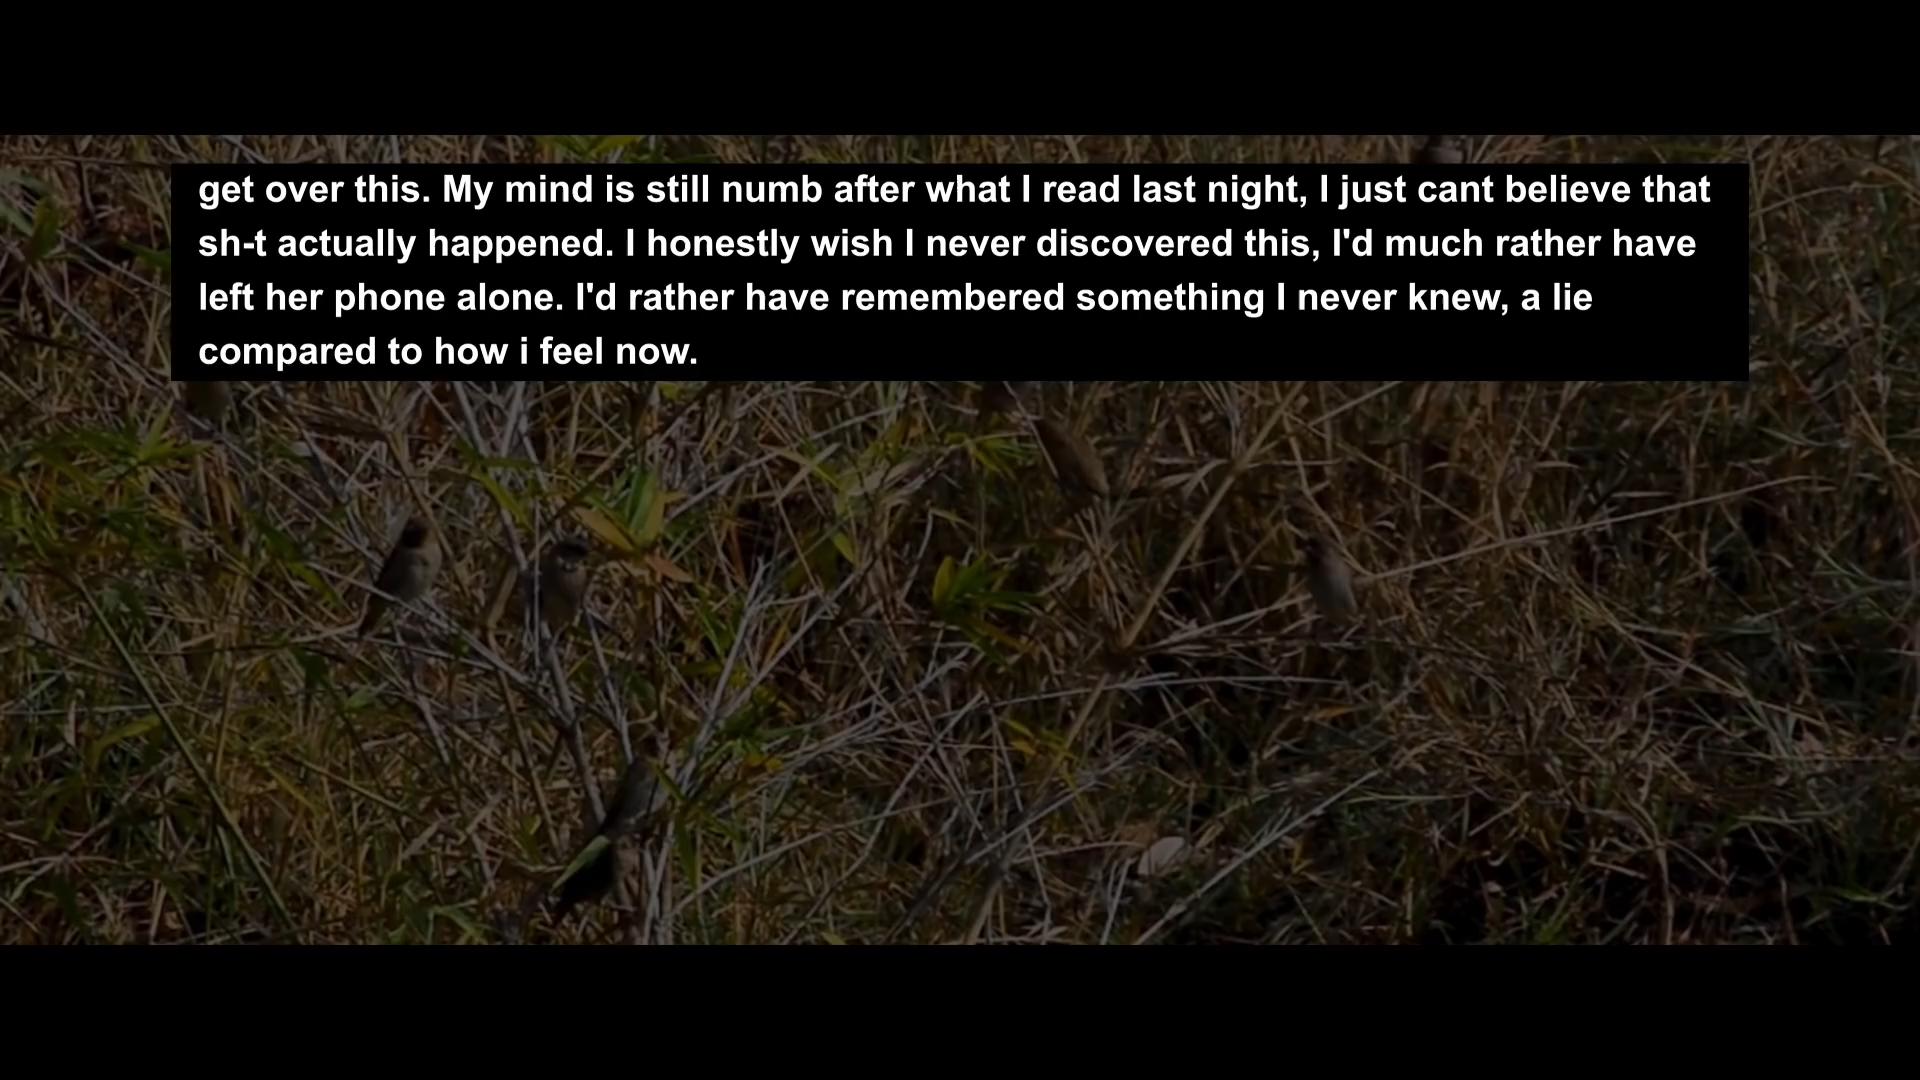 get over this. My mind is still numb after what I read last night, I just cant believe that
sh-t actually happened. I honestly wish I never discovered this, I'd much rather have
left her phone alone. I'd rather have remembered something I never knew, a lie
compared to how i feel now.